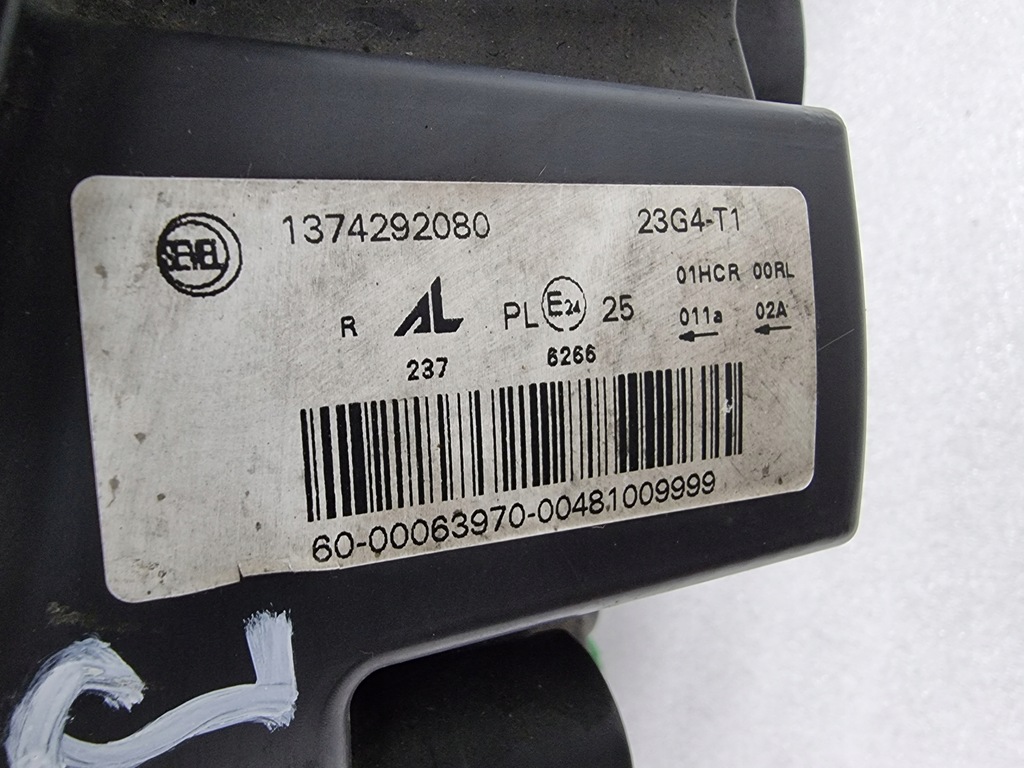 1374292080 23G4-T1
SEVEL
01HCR 00RL
R AL PL E24 25 011a 02A
237 6266
60-00063970-00481009999